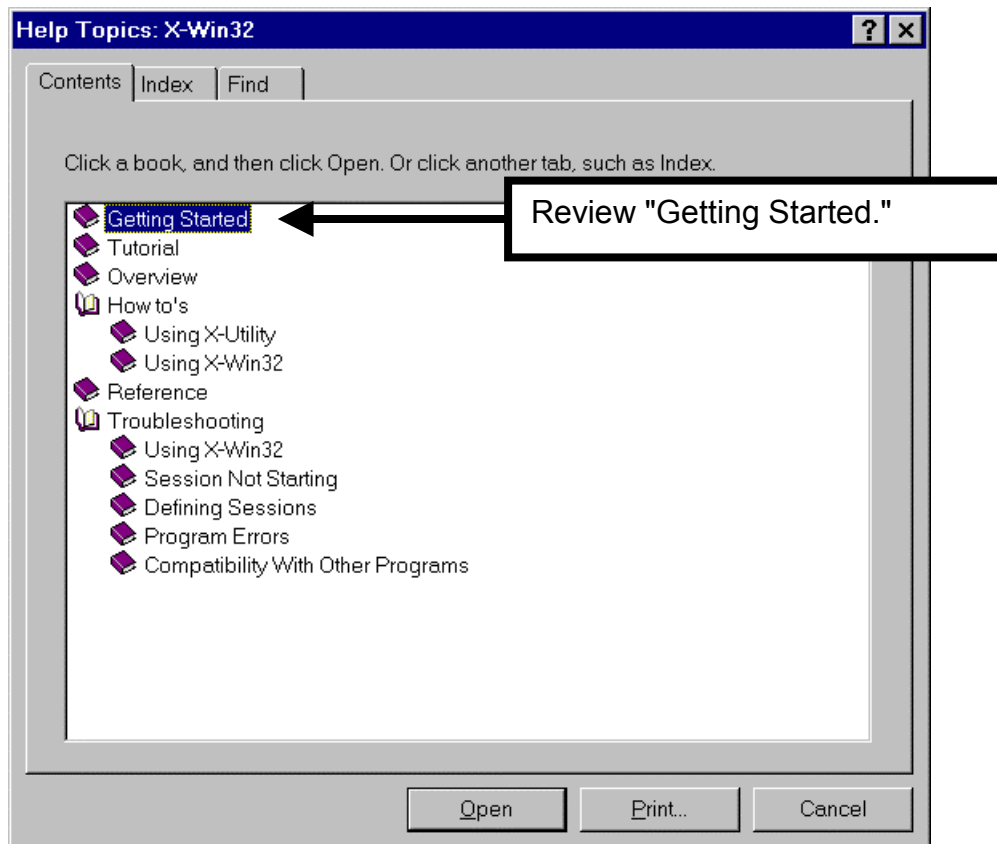 Help Topics: X-Win32
Contents Index Find
Click a book, and then click Open. Or click another tab, such as Index.
Getting Started
Review "Getting Started."
Tutorial
Overview
How to's
Using X-Utility
Using X-Win32
Reference
Troubleshooting
Using X-Win32
Session Not Starting
Defining Sessions
Program Errors
Compatibility With Other Programs
Open Print... Cancel